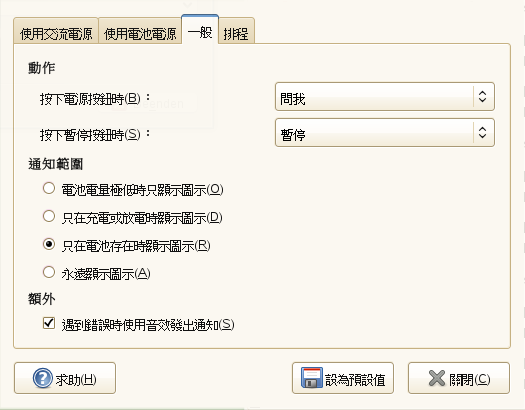 使用交流電源 使用電池電源 一般 排程
動作
按下電源按鈕時(B)： 問我
按下暫停按鈕時(S)： 暫停
通知範圍
電池電量極低時只顯示圖示(O)
只在充電或放電時顯示圖示(D)
只在電池存在時顯示圖示(R)
永遠顯示圖示(A)
額外
遇到錯誤時使用音效發出通知(S)
求助(H) 設為預設值 關閉(C)